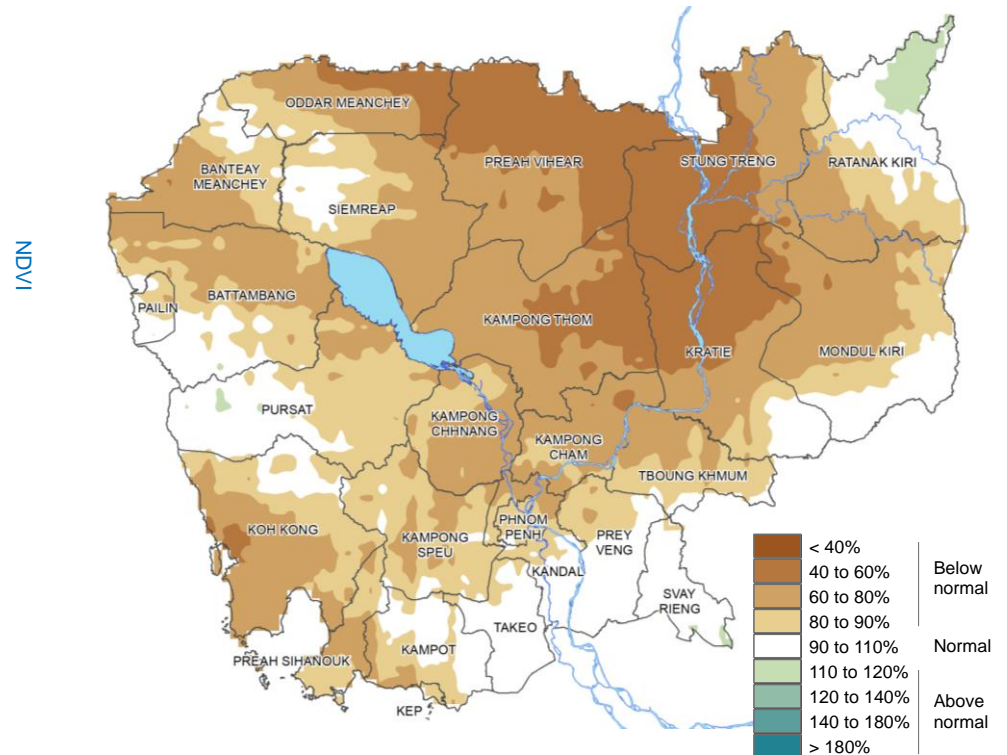 NDVI
ODDAR MEANCHEY
PREAH VIHEAR
STUNG TRENG
RATANAK KIRI
BANTEAY
MEANCHEY
SIEMREAP
PAILIN
BATTAMBANG
KAMPONG THOM
KRATIE
MONDUL KIRI
PURSAT
KAMPONG
CHHNANG
KAMPONG
CHAM
TBOUNG KHMUM
KOH KONG
KAMPONG
SPEU
PHNOM
PENH
PREY
VENG
KANDAL
SVAY
RIENG
TAKEO
KAMPOT
PREAH SIHANOUK
KEP
< 40%
40 to 60%
60 to 80%
80 to 90%
Below
normal
90 to 110%
Normal
110 to 120%
120 to 140%
140 to 180%
> 180%
Above
normal